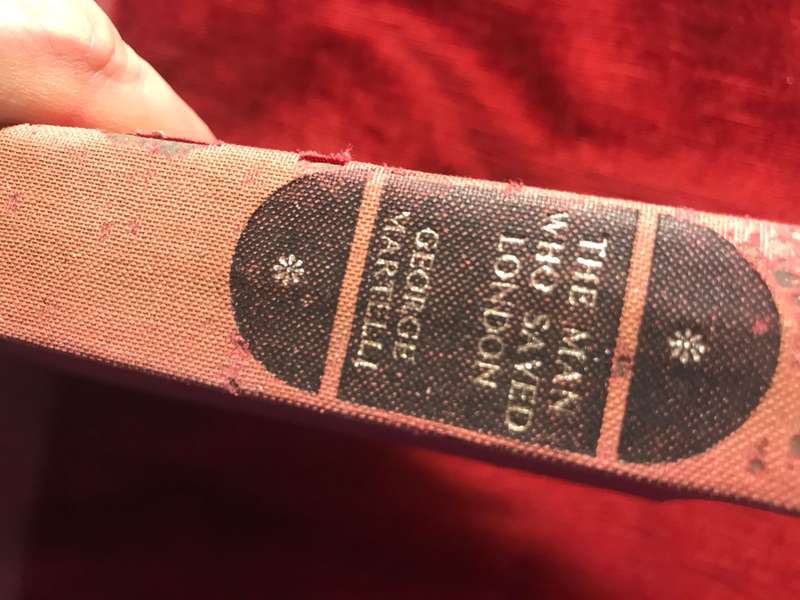 THE MAN
WHO SAVED
LONDON
GEORGE
MARTELLI